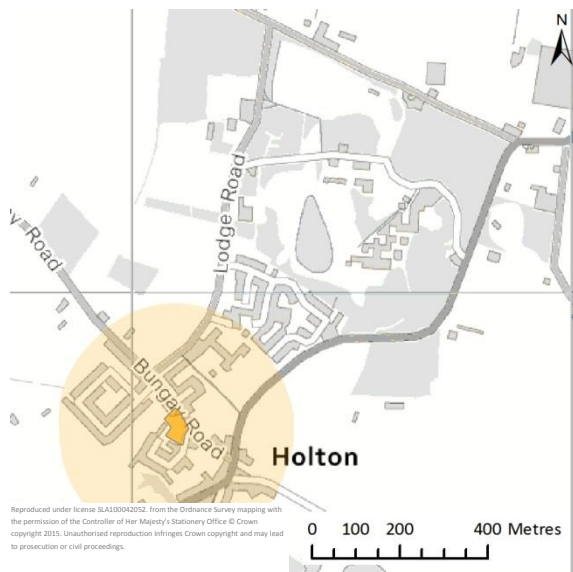 N
Lodge Road
y Road
Bungay Road
Holton
Reproduced under license SLA100042052. from the Ordnance Survey mapping with
the permission of the Controller of Her Majesty's Stationery Office © Crown
copyright 2015. Unauthorised reproduction infringes Crown copyright and may lead
to prosecution or civil proceedings.
0 100 200 400 Metres